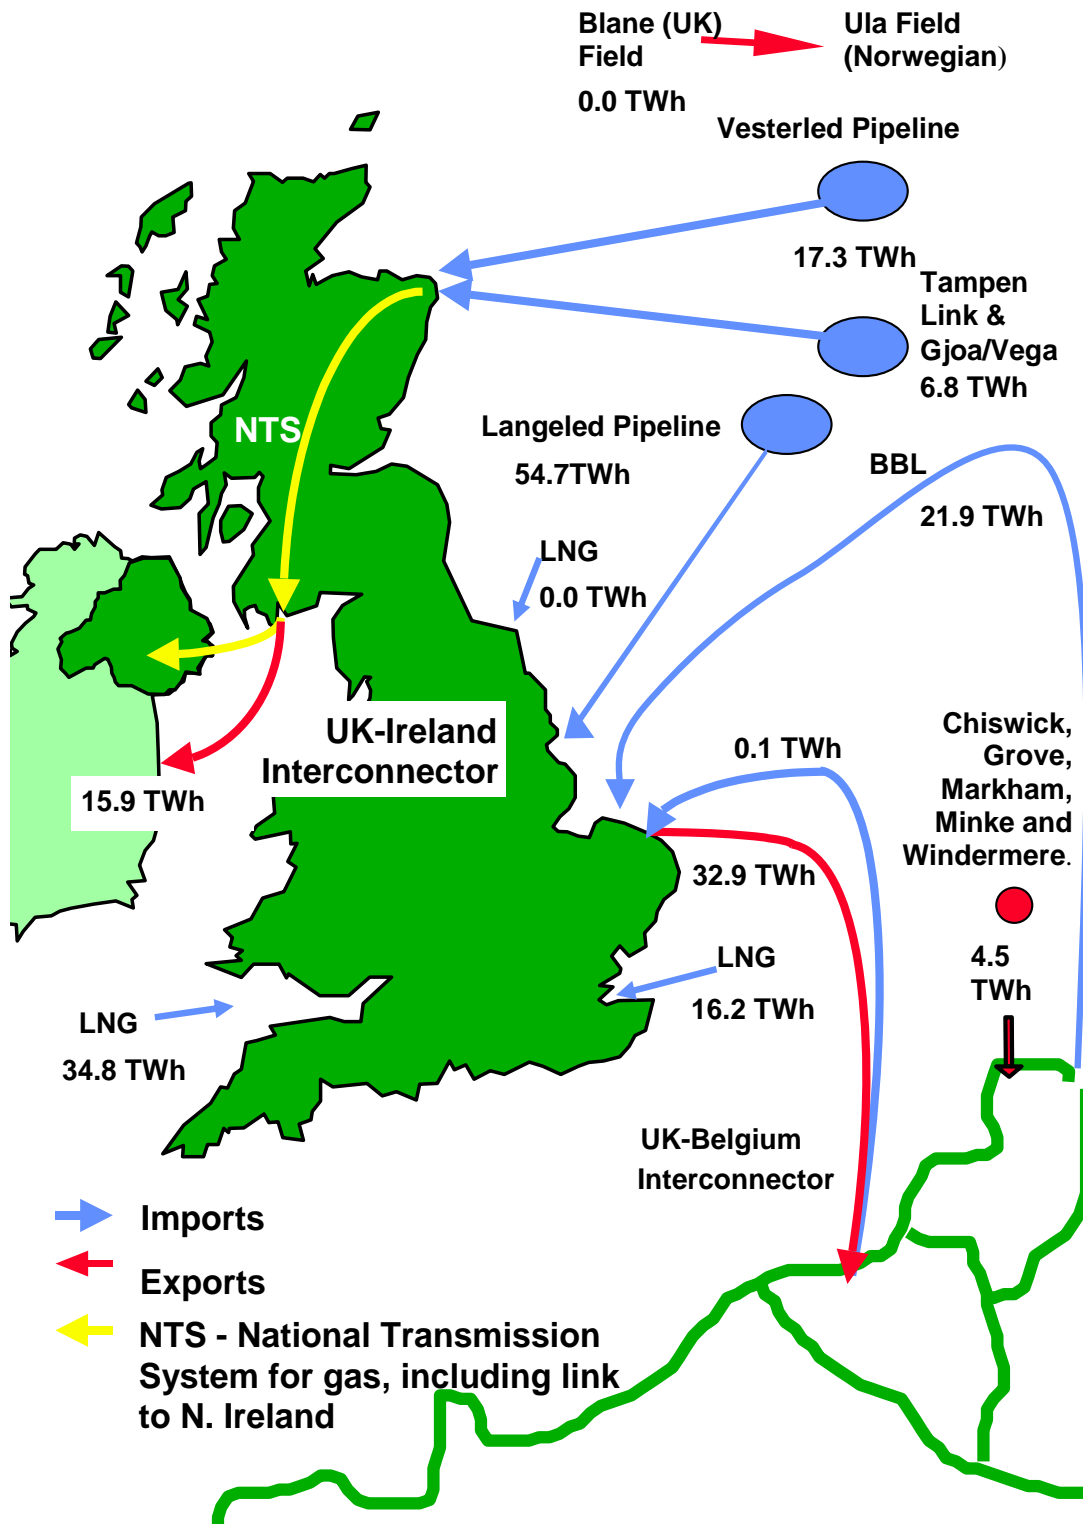 Blane (UK)
Field
0.0 TWh
Ula Field
(Norwegian)
Vesterled Pipeline
17.3 TWh
Tampen
Link &
Gjoa/Vega
6.8 TWh
NTS
Langeled Pipeline
54.7TWh
BBL
21.9 TWh
LNG
0.0 TWh
UK-Ireland
Interconnector
15.9 TWh
0.1 TWh
Chiswick,
Grove,
Markham,
Minke and
Windermere.
32.9 TWh
4.5
TWh
LNG
16.2 TWh
LNG
34.8 TWh
UK-Belgium
Interconnector
Imports
Exports
NTS - National Transmission
System for gas, including link
to N. Ireland